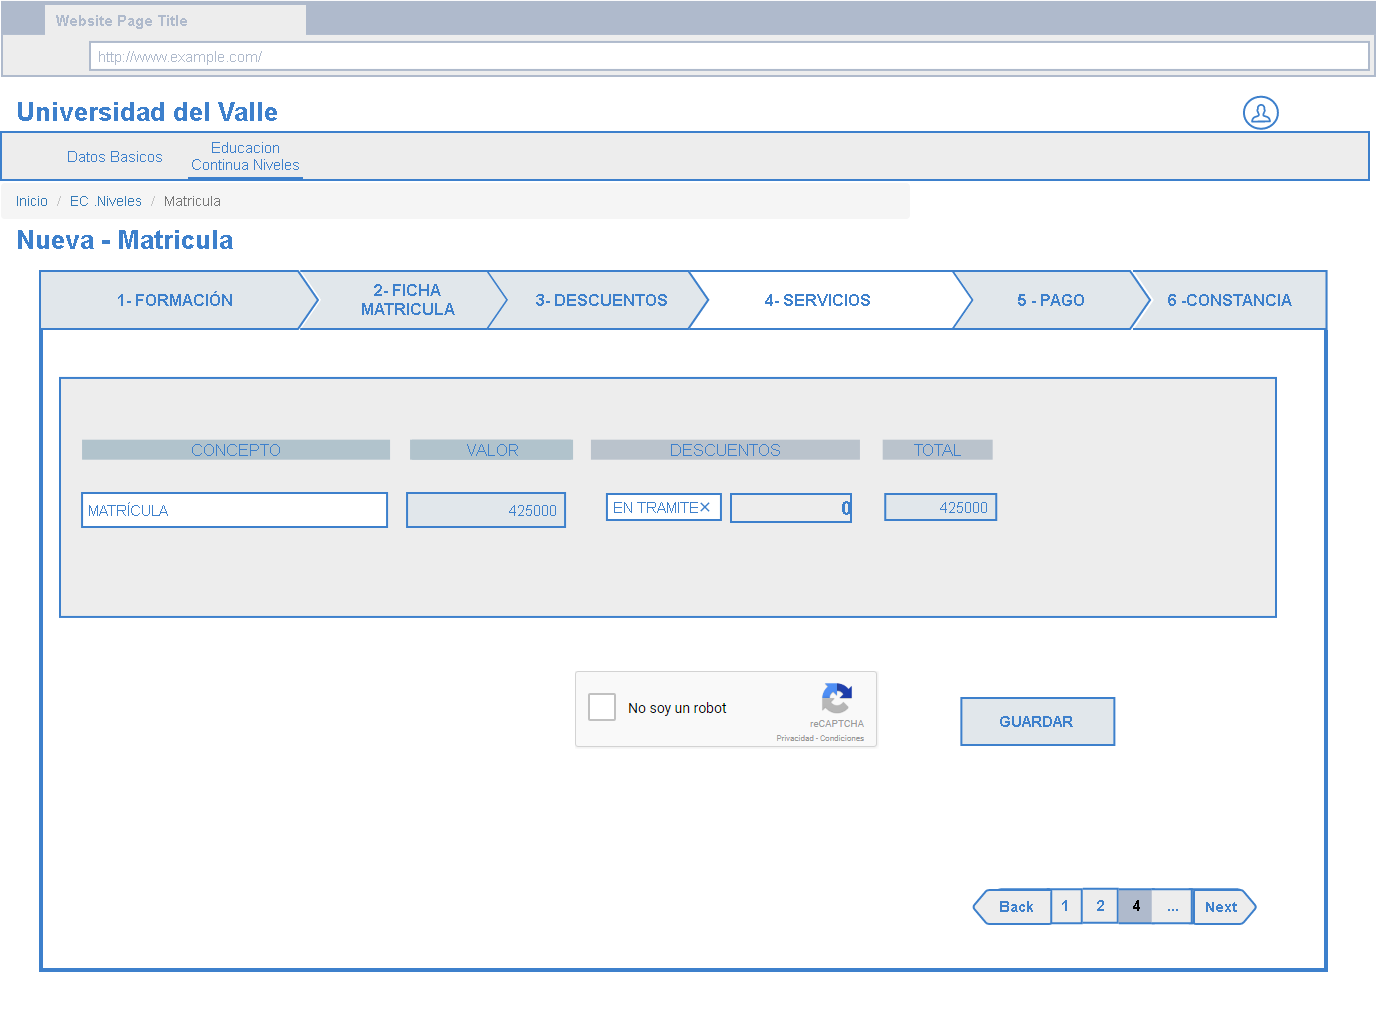 Website Page Title
http://www.example.com/
Universidad del Valle
Datos Basicos
Educacion
Continua Niveles
Inicio / EC .Niveles / Matricula
Nueva - Matricula
1- FORMACIÓN
2- FICHA
MATRICULA
3- DESCUENTOS
4- SERVICIOS
5 - PAGO
6 -CONSTANCIA
CONCEPTO VALOR DESCUENTOS TOTAL
MATRÍCULA 425000 EN TRAMITE✕ 0 425000
No soy un robot
reCAPTCHA
Privacidad - Condiciones
GUARDAR
Back 1 2 4 ... Next